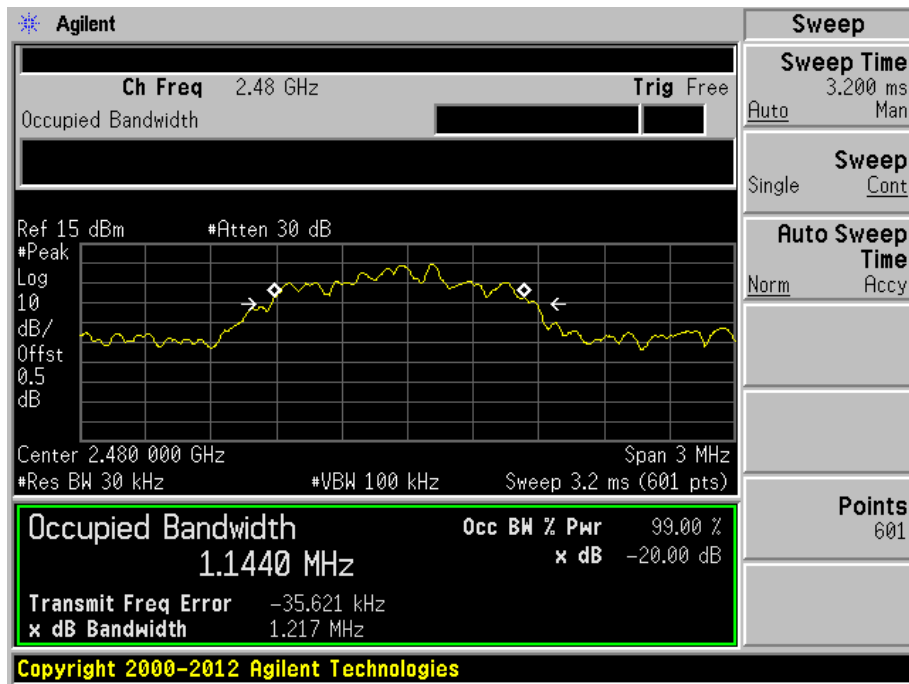 Agilent
Ch Freq 2.48 GHz Trig Free
Occupied Bandwidth
Ref 15 dBm #Atten 30 dB
#Peak
Log
10
dB/
Offst
0.5
dB
Center 2.480 000 GHz Span 3 MHz
#Res BW 30 kHz #VBW 100 kHz Sweep 3.2 ms (601 pts)
Occupied Bandwidth Occ BW % Pwr 99.00 %
1.1440 MHz x dB -20.00 dB
Transmit Freq Error -35.621 kHz
x dB Bandwidth 1.217 MHz
Copyright 2000-2012 Agilent Technologies
Sweep
Sweep Time
3.200 ms
Auto Man
Sweep
Single Cont
Auto Sweep
Time
Norm Accy
Points
601